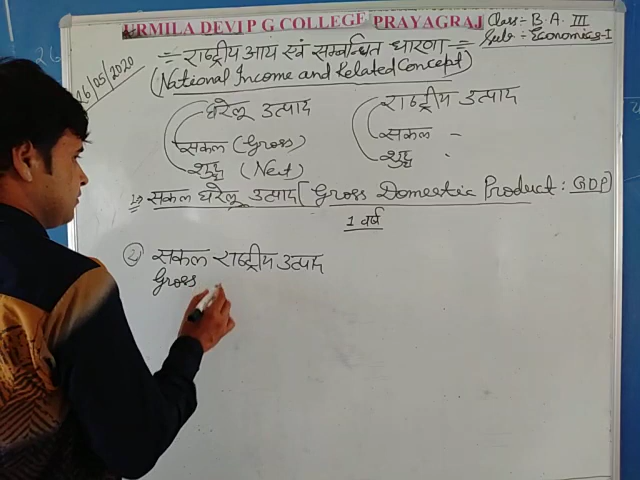 URMILA DEVI P G COLLEGE PRAYAGRAJ
Class:- B.A. III
Sub:- Economics-I
26/05/2020
राष्ट्रीय आय एवं सम्बन्धित धारणा
(National Income and Related Concept)
घरेलू उत्पाद
सकल (Gross)
शुद्ध (Net)
राष्ट्रीय उत्पाद
सकल -
शुद्ध
1) सकल घरेलू उत्पाद (Gross Domestic Product : GDP)
1 वर्ष
2) सकल राष्ट्रीय उत्पाद
Gross